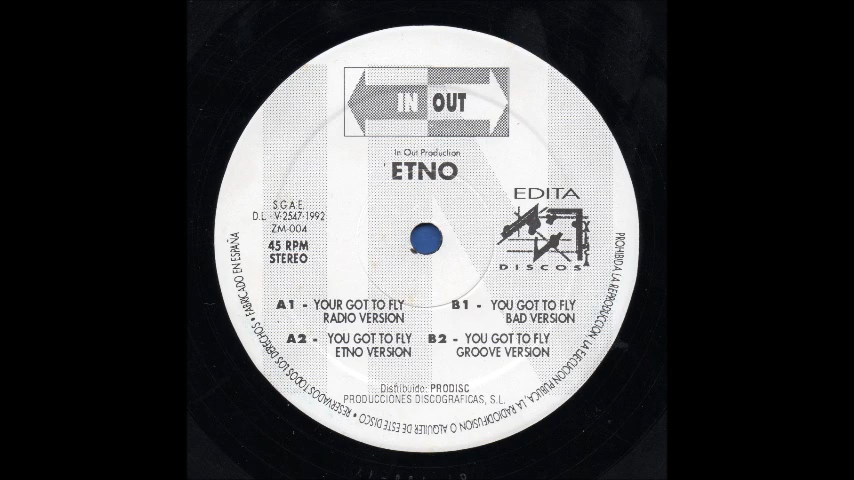 IN OUT
In Out Production
ETNO
EDITA
DISCOS
S.G.A.E.
D.L. - V-2547-1992
ZM-004
45 RPM
STEREO
A1 - YOUR GOT TO FLY
RADIO VERSION
A2 - YOU GOT TO FLY
ETNO VERSION
B1 - YOU GOT TO FLY
BAD VERSION
B2 - YOU GOT TO FLY
GROOVE VERSION
Distribuido: PRODISC
PRODUCCIONES DISCOGRAFICAS, S.L.
PROHIBIDA LA REPRODUCCION, LA EJECUCION PUBLICA, LA RADIODIFUSION O ALQUILER DE ESTE DISCO • RESERVADOS TODOS LOS DERECHOS • FABRICADO EN ESPAÑA